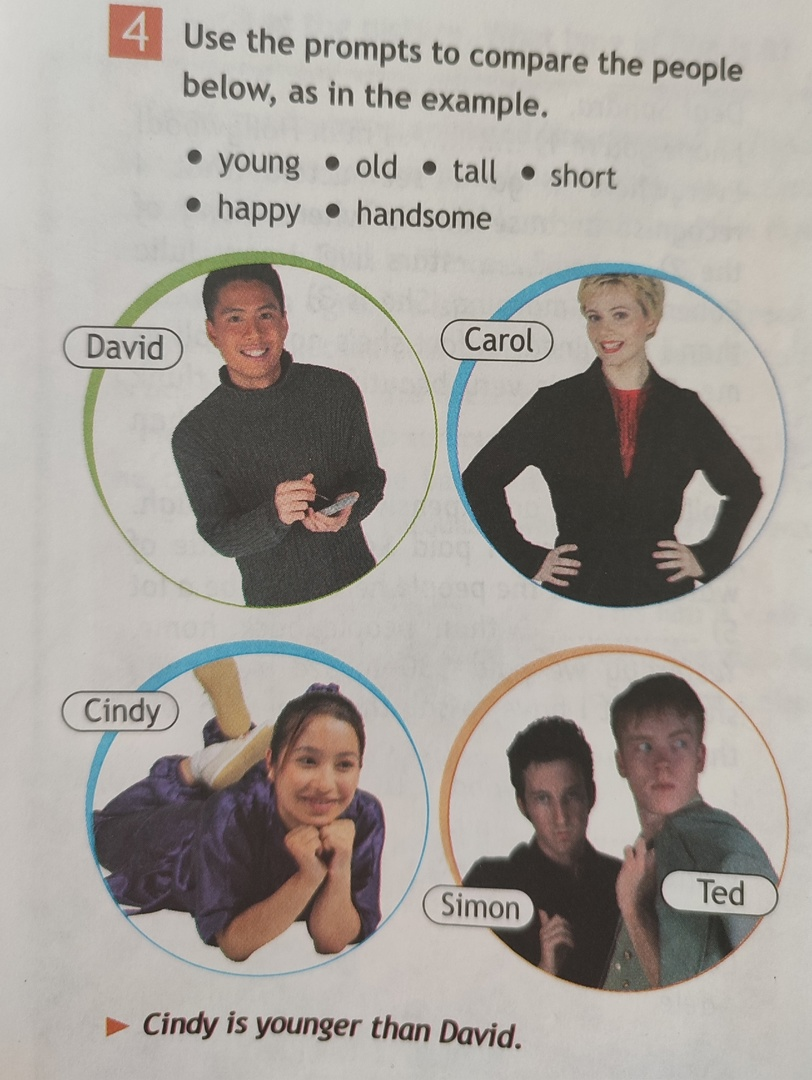 4 Use the prompts to compare the people
below, as in the example.
• young • old • tall • short
• happy • handsome
David
Carol
Cindy
Simon
Ted
► Cindy is younger than David.